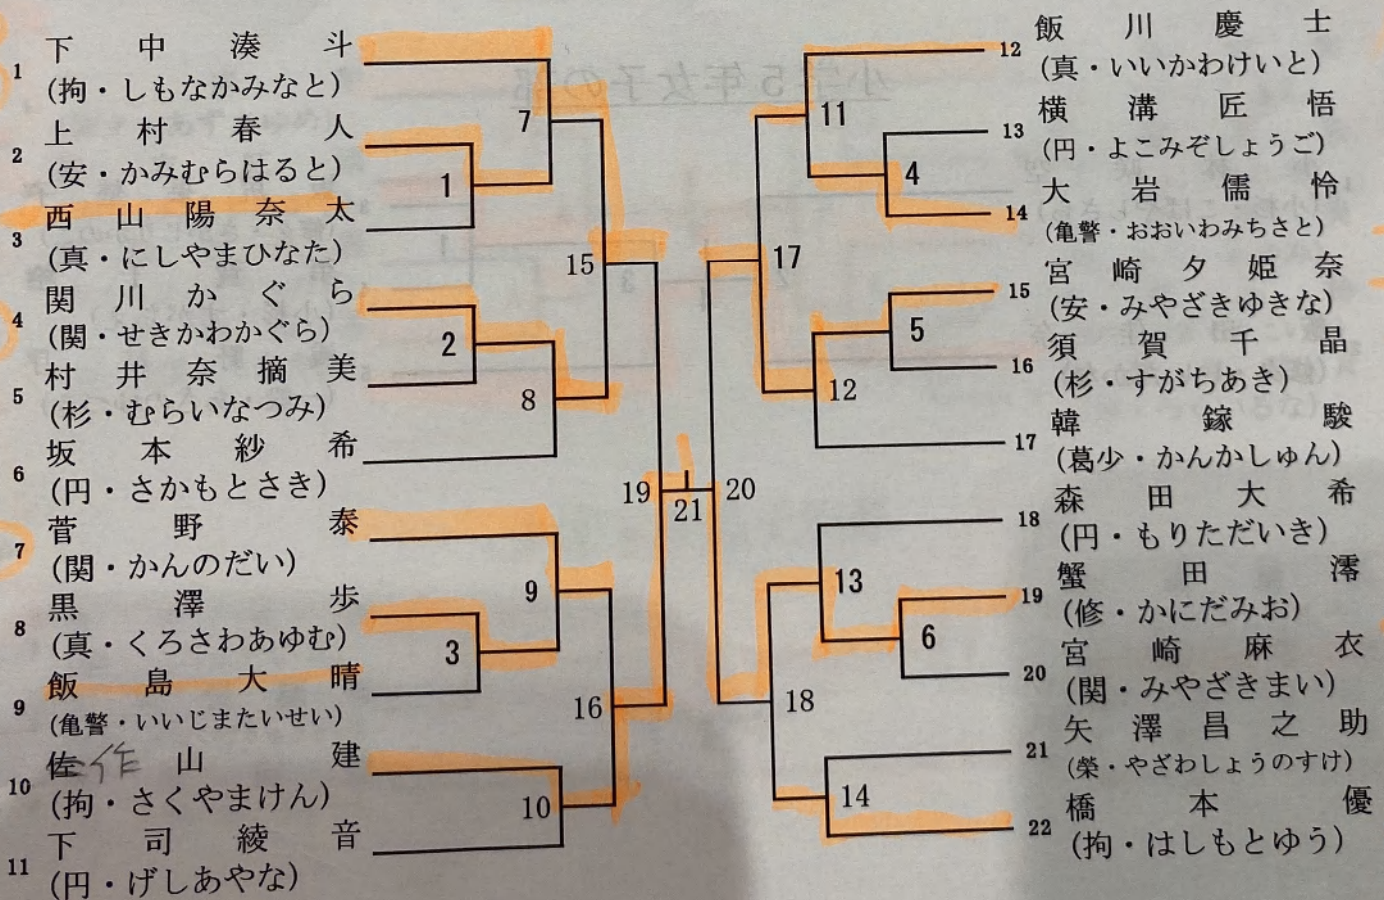 1 下中湊斗
(拘・しもなかみなと)
2 上村春人
(安・かみむらはると)
3 西山陽奈太
(真・にしやまひなた)
4 関川かぐら
(関・せきかわかぐら)
5 村井奈摘美
(杉・むらいなつみ)
6 坂本紗希
(円・さかもとさき)
7 菅野泰
(関・かんのだい)
8 黒澤歩
(真・くろさわあゆむ)
9 飯島大晴
(亀警・いいじまたいせい)
10 佐作山建
(拘・さくやまけん)
11 下司綾音
(円・げしあやな)
7
1
15
2
8
19
9
3
16
10
21
20
11
4
17
5
12
13
6
18
14
12 飯川慶士
(真・いいかわけいと)
13 横溝匠悟
(円・よこみぞしょうご)
14 大岩儒怜
(亀警・おおいわみちさと)
15 宮崎夕姫奈
(安・みやざきゆきな)
16 須賀千晶
(杉・すがちあき)
17 韓鎵駿
(葛少・かんかしゅん)
18 森田大希
(円・もりただいき)
19 蟹田澪
(修・かにだみお)
20 宮崎麻衣
(関・みやざきまい)
21 矢澤昌之助
(榮・やざわしょうのすけ)
22 橋本優
(拘・はしもとゆう)
小学5年女子の部